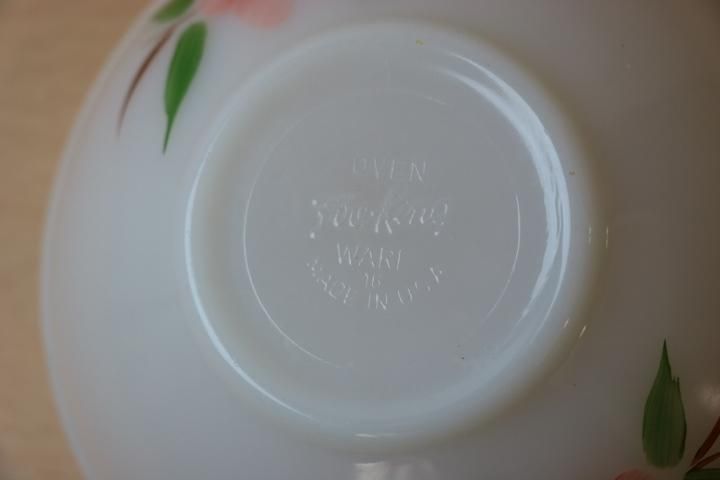 OVEN
Fire-King
WARE
16
MADE IN U.S.A.